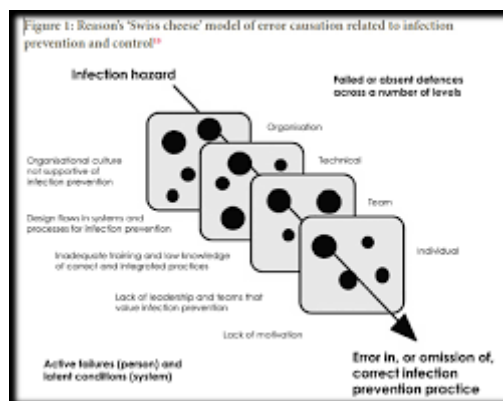 Figure 1: Reason's 'Swiss cheese' model of error causation related to infection
prevention and control
Infection hazard
Failed or absent defences
across a number of levels
Organisation
Organisational culture
not supportive of
infection prevention
Technical
Design flaws in systems and
processes for infection prevention
Team
Inadequate training and low knowledge
of correct and integrated practices
Individual
Lack of leadership and teams that
value infection prevention
Lack of motivation
Active failures (person) and
latent conditions (system)
Error in, or omission of,
correct infection
prevention practice